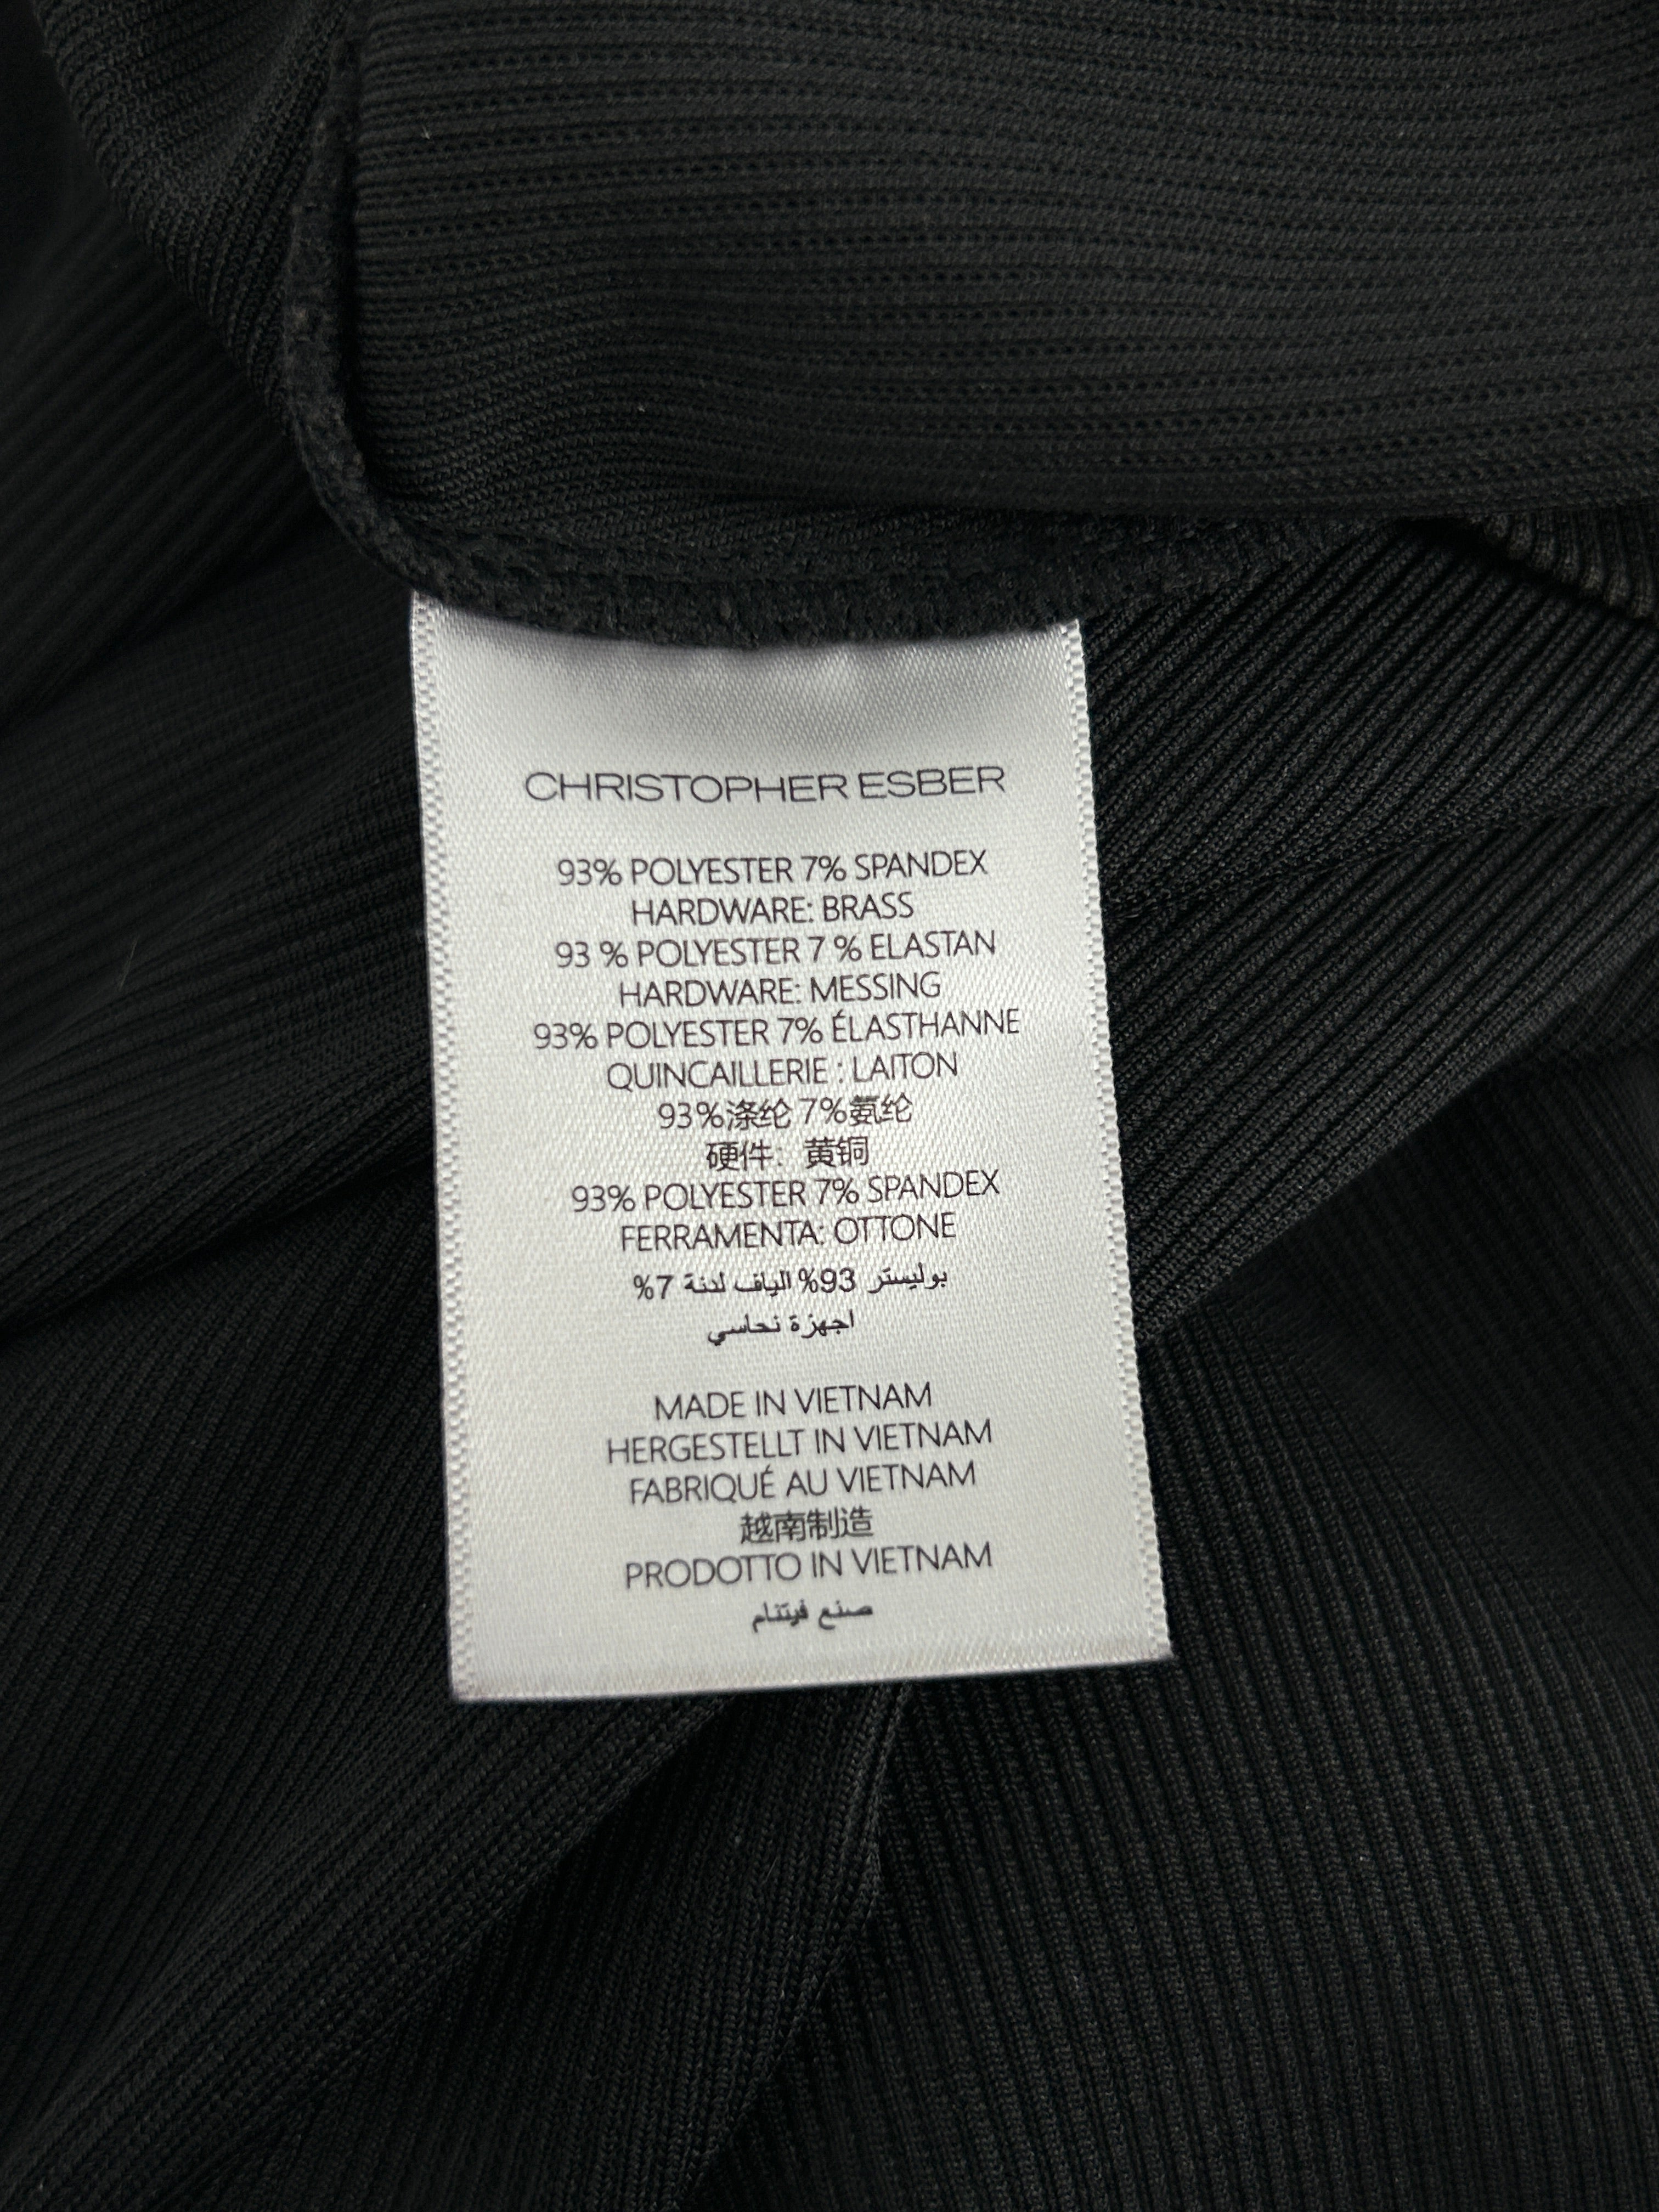 CHRISTOPHER ESBER
93% POLYESTER 7% SPANDEX
HARDWARE: BRASS
93 % POLYESTER 7 % ELASTAN
HARDWARE: MESSING
93% POLYESTER 7% ÉLASTHANNE
QUINCAILLERIE : LAITON
93%涤纶 7%氨纶
硬件: 黄铜
93% POLYESTER 7% SPANDEX
FERRAMENTA: OTTONE
بوليستر 93% الياف لدنة 7%
اجهزة نحاسي
MADE IN VIETNAM
HERGESTELLT IN VIETNAM
FABRIQUÉ AU VIETNAM
越南制造
PRODOTTO IN VIETNAM
صنع فيتنام